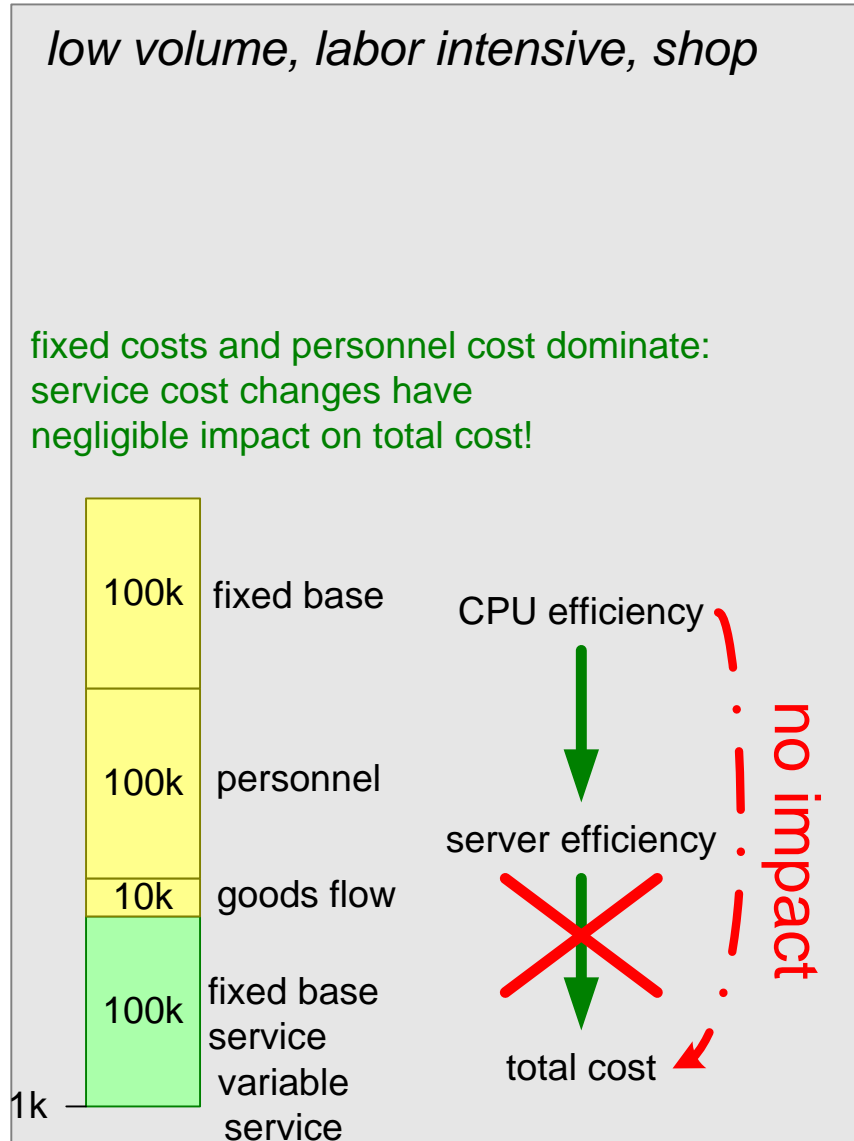 low volume, labor intensive, shop
fixed costs and personnel cost dominate:
service cost changes have
negligible impact on total cost!
100k
fixed base
100k
personnel
10k
goods flow
100k
fixed base
service
1k
variable
service
CPU efficiency
server efficiency
total cost
no impact